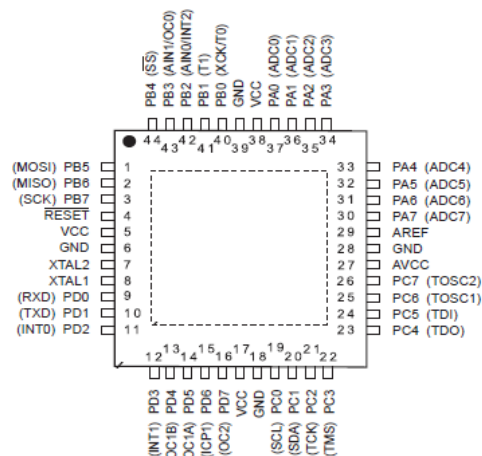 PB4 (SS)
PB3 (AIN1/OC0)
PB2 (AIN0/INT2)
PB1 (T1)
PB0 (XCK/T0)
GND
VCC
PA0 (ADC0)
PA1 (ADC1)
PA2 (ADC2)
PA3 (ADC3)
44 43 42 41 40 39 38 37 36 35 34
(MOSI) PB5 1
(MISO) PB6 2
(SCK) PB7 3
RESET 4
VCC 5
GND 6
XTAL2 7
XTAL1 8
(RXD) PD0 9
(TXD) PD1 10
(INT0) PD2 11
33 PA4 (ADC4)
32 PA5 (ADC5)
31 PA6 (ADC6)
30 PA7 (ADC7)
29 AREF
28 GND
27 AVCC
26 PC7 (TOSC2)
25 PC6 (TOSC1)
24 PC5 (TDI)
23 PC4 (TDO)
12 13 14 15 16 17 18 19 20 21 22
(INT1) PD3
OC1B) PD4
OC1A) PD5
(ICP1) PD6
(OC2) PD7
VCC
GND
(SCL) PC0
(SDA) PC1
(TCK) PC2
(TMS) PC3